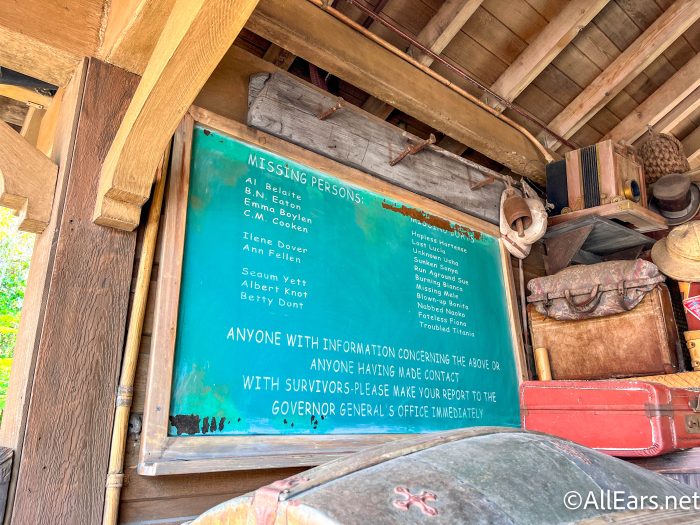 MISSING PERSONS:
Al Belaite
B.N. Eaton
Emma Boylen
C.M. Cooken
Ilene Dover
Ann Fellen
Scaum Yett
Albert Knot
Betty Dunt
MISSING BOATS:
Hapless Hortense
Lost Lucia
Unknown Usha
Sunken Sonya
Run Aground Sue
Burning Bianca
Missing Mele
Blown-up Bonita
Nabbed Naoko
Fateless Fiona
Troubled Titania
ANYONE WITH INFORMATION CONCERNING THE ABOVE OR
ANYONE HAVING MADE CONTACT
WITH SURVIVORS-PLEASE MAKE YOUR REPORT TO THE
GOVERNOR GENERAL'S OFFICE IMMEDIATELY
©AllEars.net